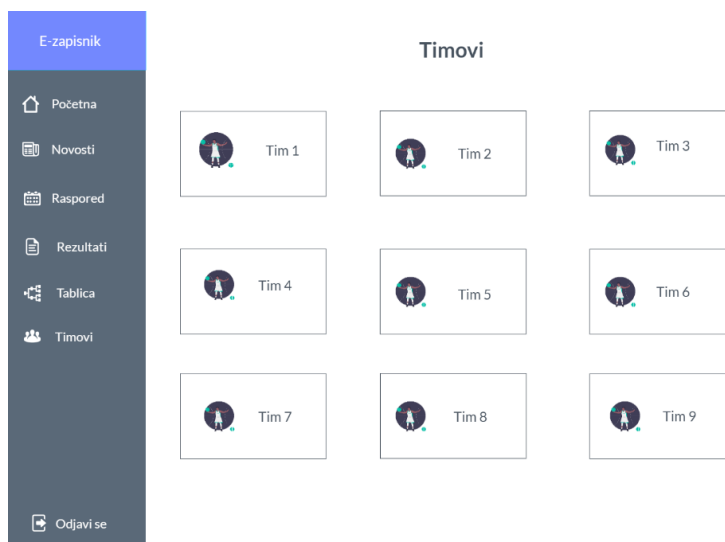 E-zapisnik
Početna
Novosti
Raspored
Rezultati
Tablica
Timovi
Odjavi se
Timovi
Tim 1
Tim 2
Tim 3
Tim 4
Tim 5
Tim 6
Tim 7
Tim 8
Tim 9